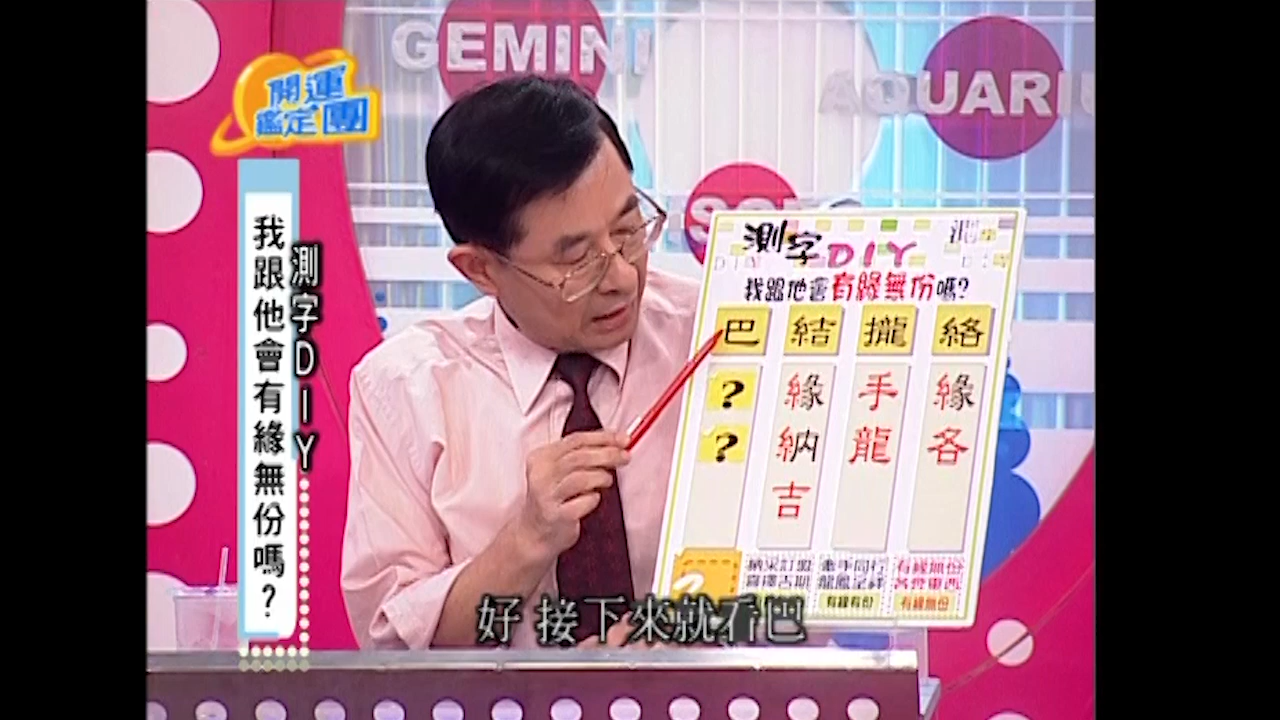 GEMINI
AQUARIU
開運
鑑定團
測字DIY
我跟他會有緣無份嗎?
測字DIY
我跟他會有緣無份嗎?
巴 結 攏 絡
? 緣 手 緣
? 納 龍 各
吉
納采訂盟 牽手同行 有緣無份
喜擇吉期 龍鳳呈祥 各奔東西
? 有緣有份 有緣無份
好 接下來就看巴